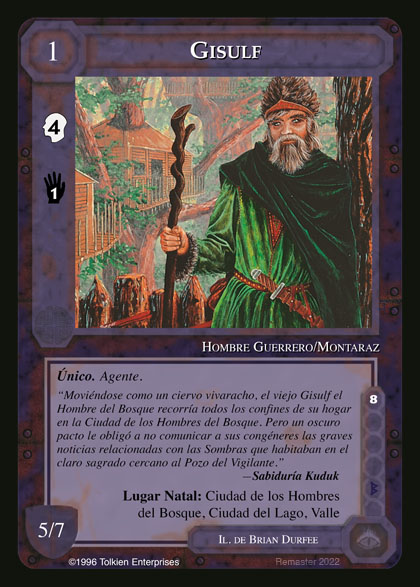 1
GISULF
4
1
HOMBRE GUERRERO/MONTARAZ
Único. Agente.
“Moviéndose como un ciervo vivaracho, el viejo Gisulf el
Hombre del Bosque recorría todos los confines de su hogar
en la Ciudad de los Hombres del Bosque. Pero un oscuro
pacto le obligó a no comunicar a sus congéneres las graves
noticias relacionadas con las Sombras que habitaban en el
claro sagrado cercano al Pozo del Vigilante.”
—Sabiduría Kuduk
8
Lugar Natal: Ciudad de los Hombres
del Bosque, Ciudad del Lago, Valle
5/7
IL. DE BRIAN DURFEE
©1996 Tolkien Enterprises
Remaster 2022